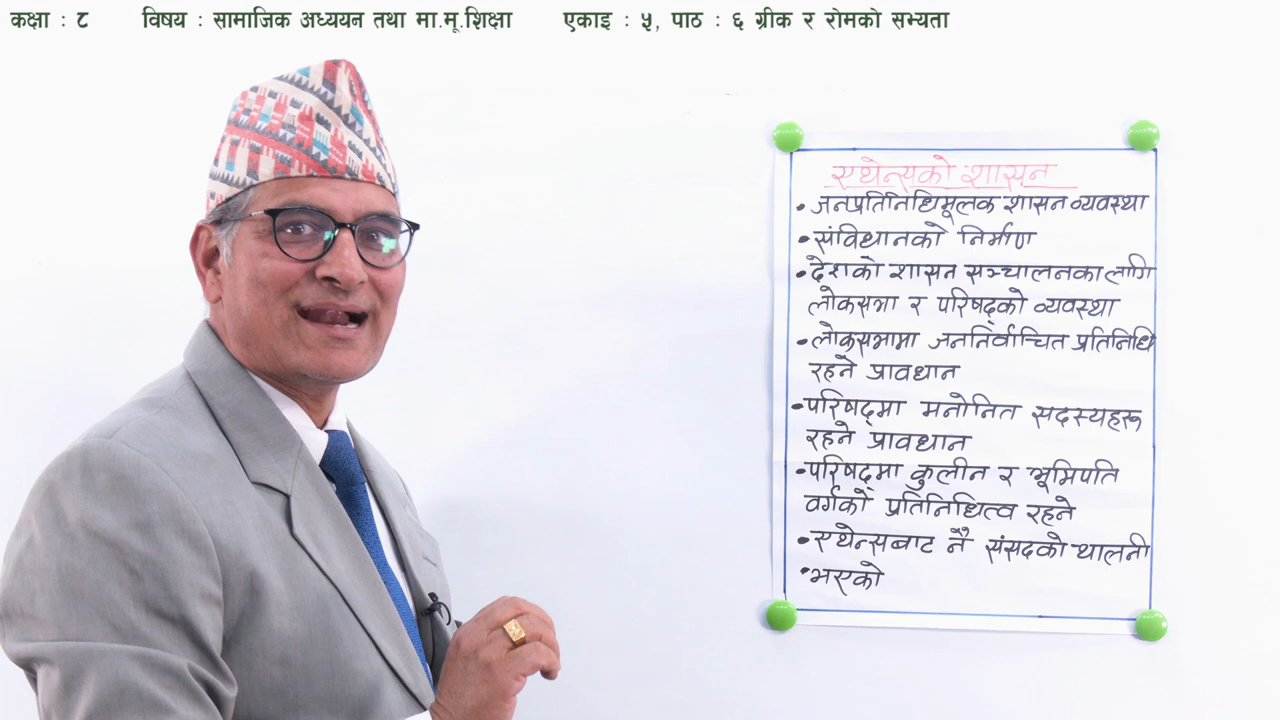 कक्षा : ८ विषय : सामाजिक अध्ययन तथा मा.मू.शिक्षा एकाइ : ५, पाठ : ६ ग्रीक र रोमको सभ्यता
एथेन्सको शासन
• जनप्रतिनिधिमूलक शासन व्यवस्था
• संविधानको निर्माण
• देशको शासन सञ्चालनका लागि
लोकसभा र परिषद्को व्यवस्था
• लोकसभामा जननिर्वाचित प्रतिनिधि
रहने प्रावधान
• परिषद्मा मनोनित सदस्यहरू
रहने प्रावधान
• परिषद्मा कुलीन र भूमिपति
वर्गको प्रतिनिधित्व रहने
• एथेन्सबाट नै संसदको थालनी
• भएको